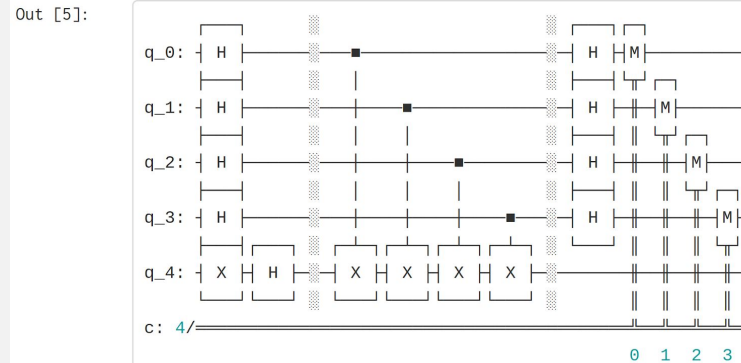 Out [5]:
q_0: H H M
q_1: H H M
q_2: H H M
q_3: H H M
q_4: X H X X X X
c: 4/
0 1 2 3